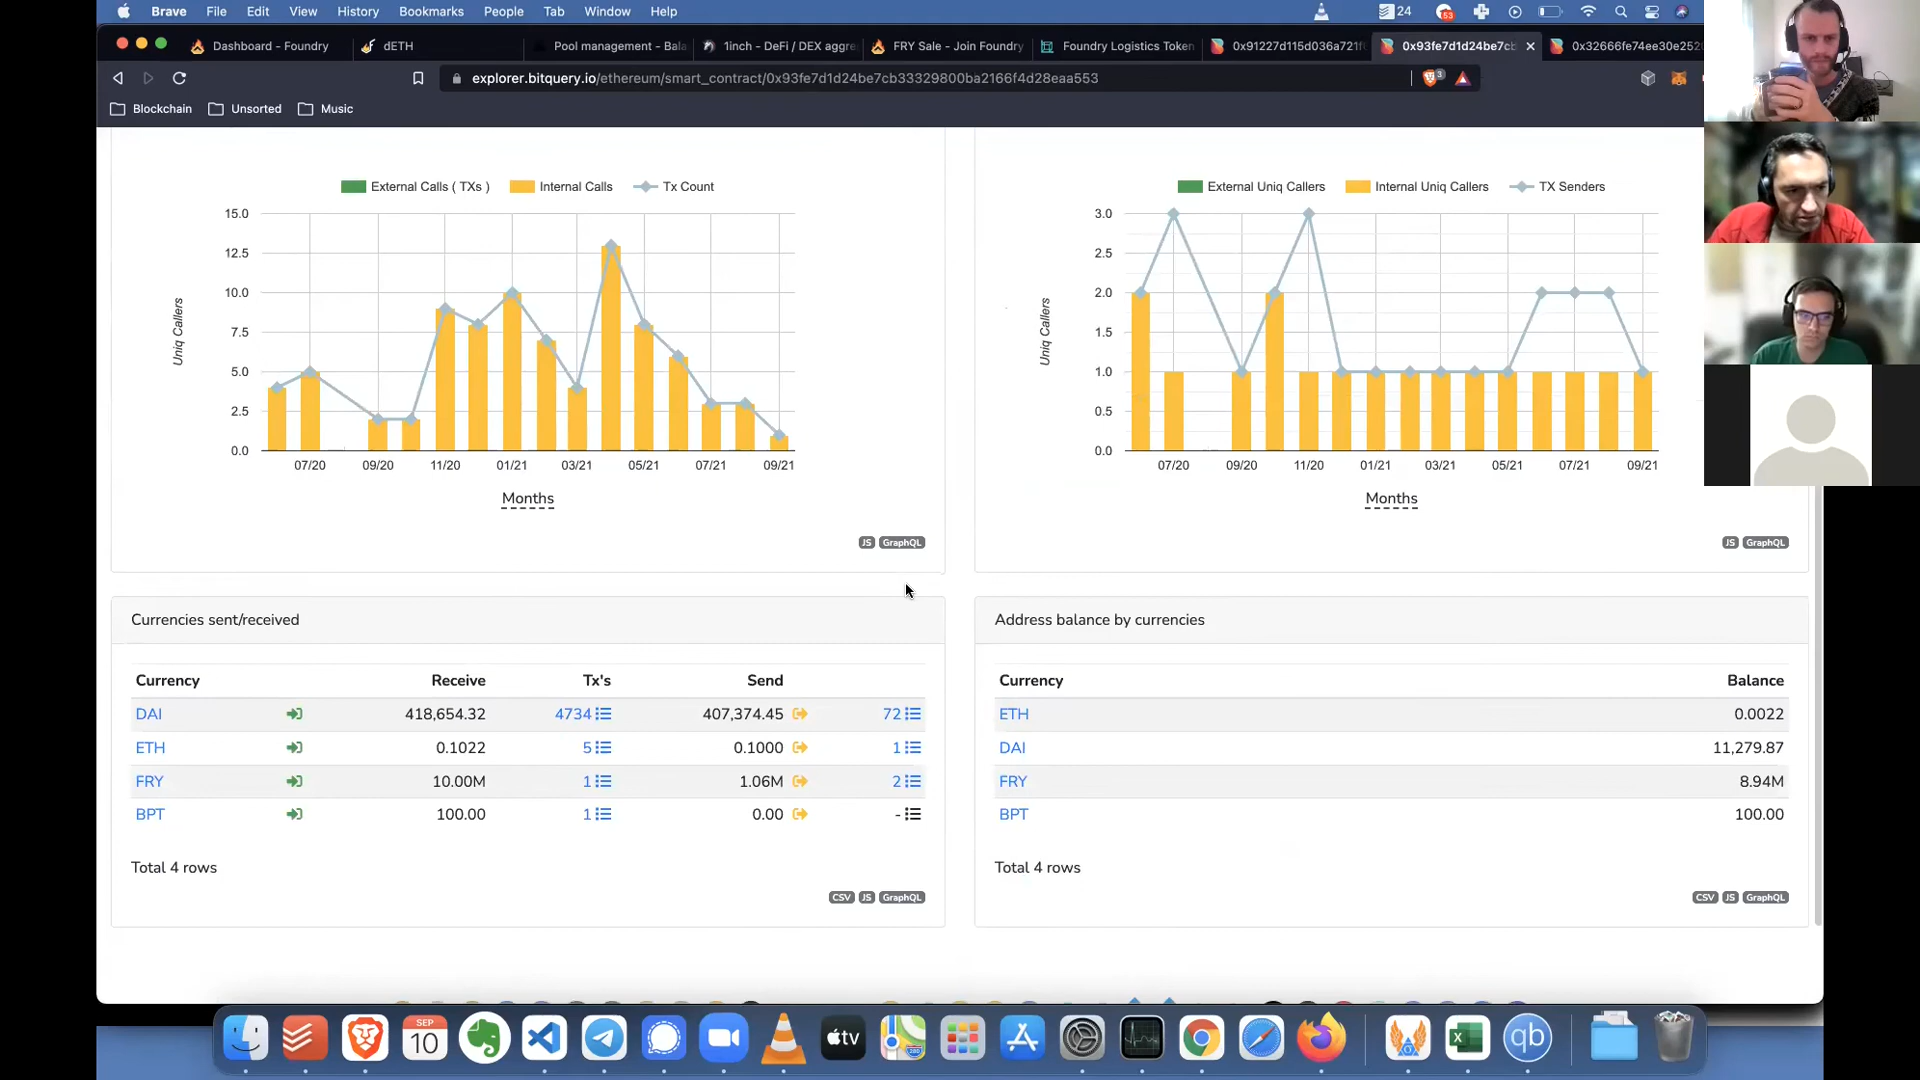 Brave File Edit View History Bookmarks People Tab Window Help 24 53
Dashboard - Foundry dETH Pool management - Bala 1inch - DeFi / DEX aggre FRY Sale - Join Foundry Foundry Logistics Token 0x91227d115d036a721f 0x93fe7d1d24be7cb 0x32666fe74ee30e252
explorer.bitquery.io/ethereum/smart_contract/0x93fe7d1d24be7cb33329800ba2166f4d28eaa553 3
Blockchain Unsorted Music
External Calls ( TXs ) Internal Calls Tx Count
15.0
12.5
10.0
7.5
5.0
2.5
0.0
Uniq Callers
07/20 09/20 11/20 01/21 03/21 05/21 07/21 09/21
Months
JS GraphQL
External Uniq Callers Internal Uniq Callers TX Senders
3.0
2.5
2.0
1.5
1.0
0.5
0.0
Uniq Callers
07/20 09/20 11/20 01/21 03/21 05/21 07/21 09/21
Months
JS GraphQL
Currencies sent/received
Currency Receive Tx's Send
DAI 418,654.32 4734 407,374.45 72
ETH 0.1022 5 0.1000 1
FRY 10.00M 1 1.06M 2
BPT 100.00 1 0.00 -
Total 4 rows
CSV JS GraphQL
Address balance by currencies
Currency Balance
ETH 0.0022
DAI 11,279.87
FRY 8.94M
BPT 100.00
Total 4 rows
CSV JS GraphQL
SEP
10
tv
280
qb